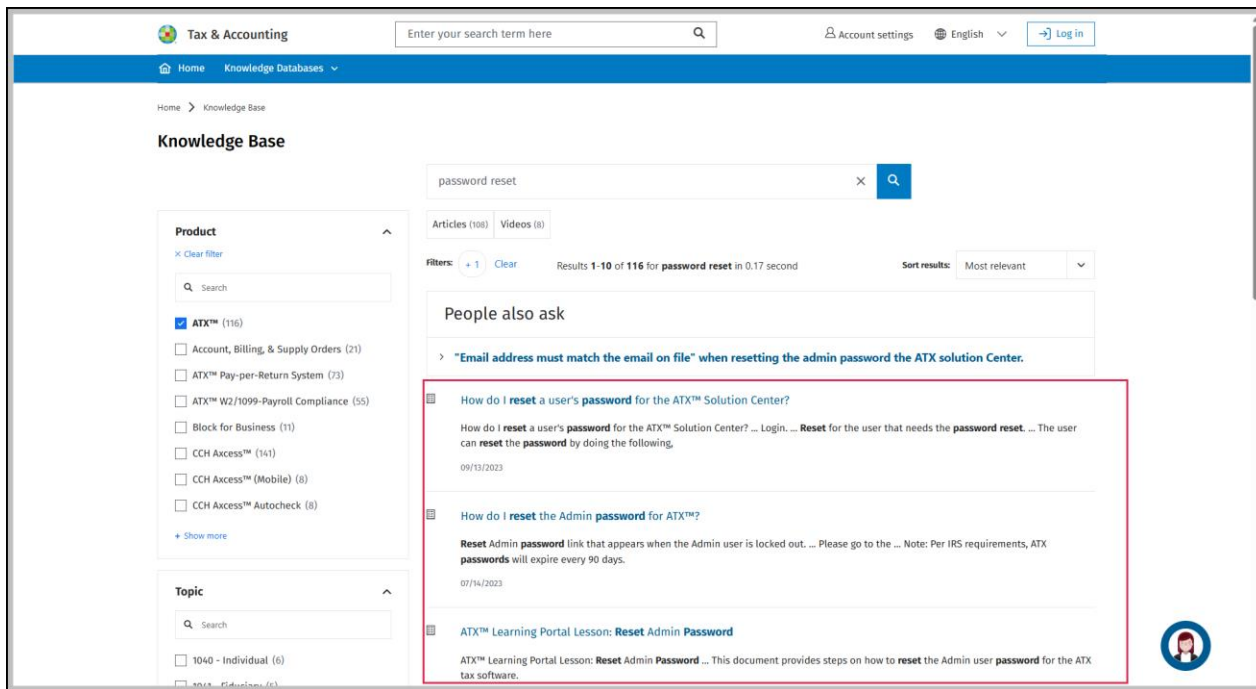 Tax & Accounting
Enter your search term here
Account settings
English
Log in
Home
Knowledge Databases
Home > Knowledge Base
Knowledge Base
password reset
Product
× Clear filter
Search
ATX™ (116)
Account, Billing, & Supply Orders (21)
ATX™ Pay-per-Return System (73)
ATX™ W2/1099-Payroll Compliance (55)
Block for Business (11)
CCH Axcess™ (141)
CCH Axcess™ (Mobile) (8)
CCH Axcess™ Autocheck (8)
+ Show more
Topic
Search
1040 - Individual (6)
Articles (108) Videos (8)
Filters: + 1 Clear
Results 1-10 of 116 for password reset in 0.17 second
Sort results: Most relevant
People also ask
> "Email address must match the email on file" when resetting the admin password the ATX solution Center.
How do I reset a user's password for the ATX™ Solution Center?
How do I reset a user's password for the ATX™ Solution Center? ... Login. ... Reset for the user that needs the password reset. ... The user
can reset the password by doing the following,
09/13/2023
How do I reset the Admin password for ATX™?
Reset Admin password link that appears when the Admin user is locked out. ... Please go to the ... Note: Per IRS requirements, ATX
passwords will expire every 90 days.
07/14/2023
ATX™ Learning Portal Lesson: Reset Admin Password
ATX™ Learning Portal Lesson: Reset Admin Password ... This document provides steps on how to reset the Admin user password for the ATX
tax software.